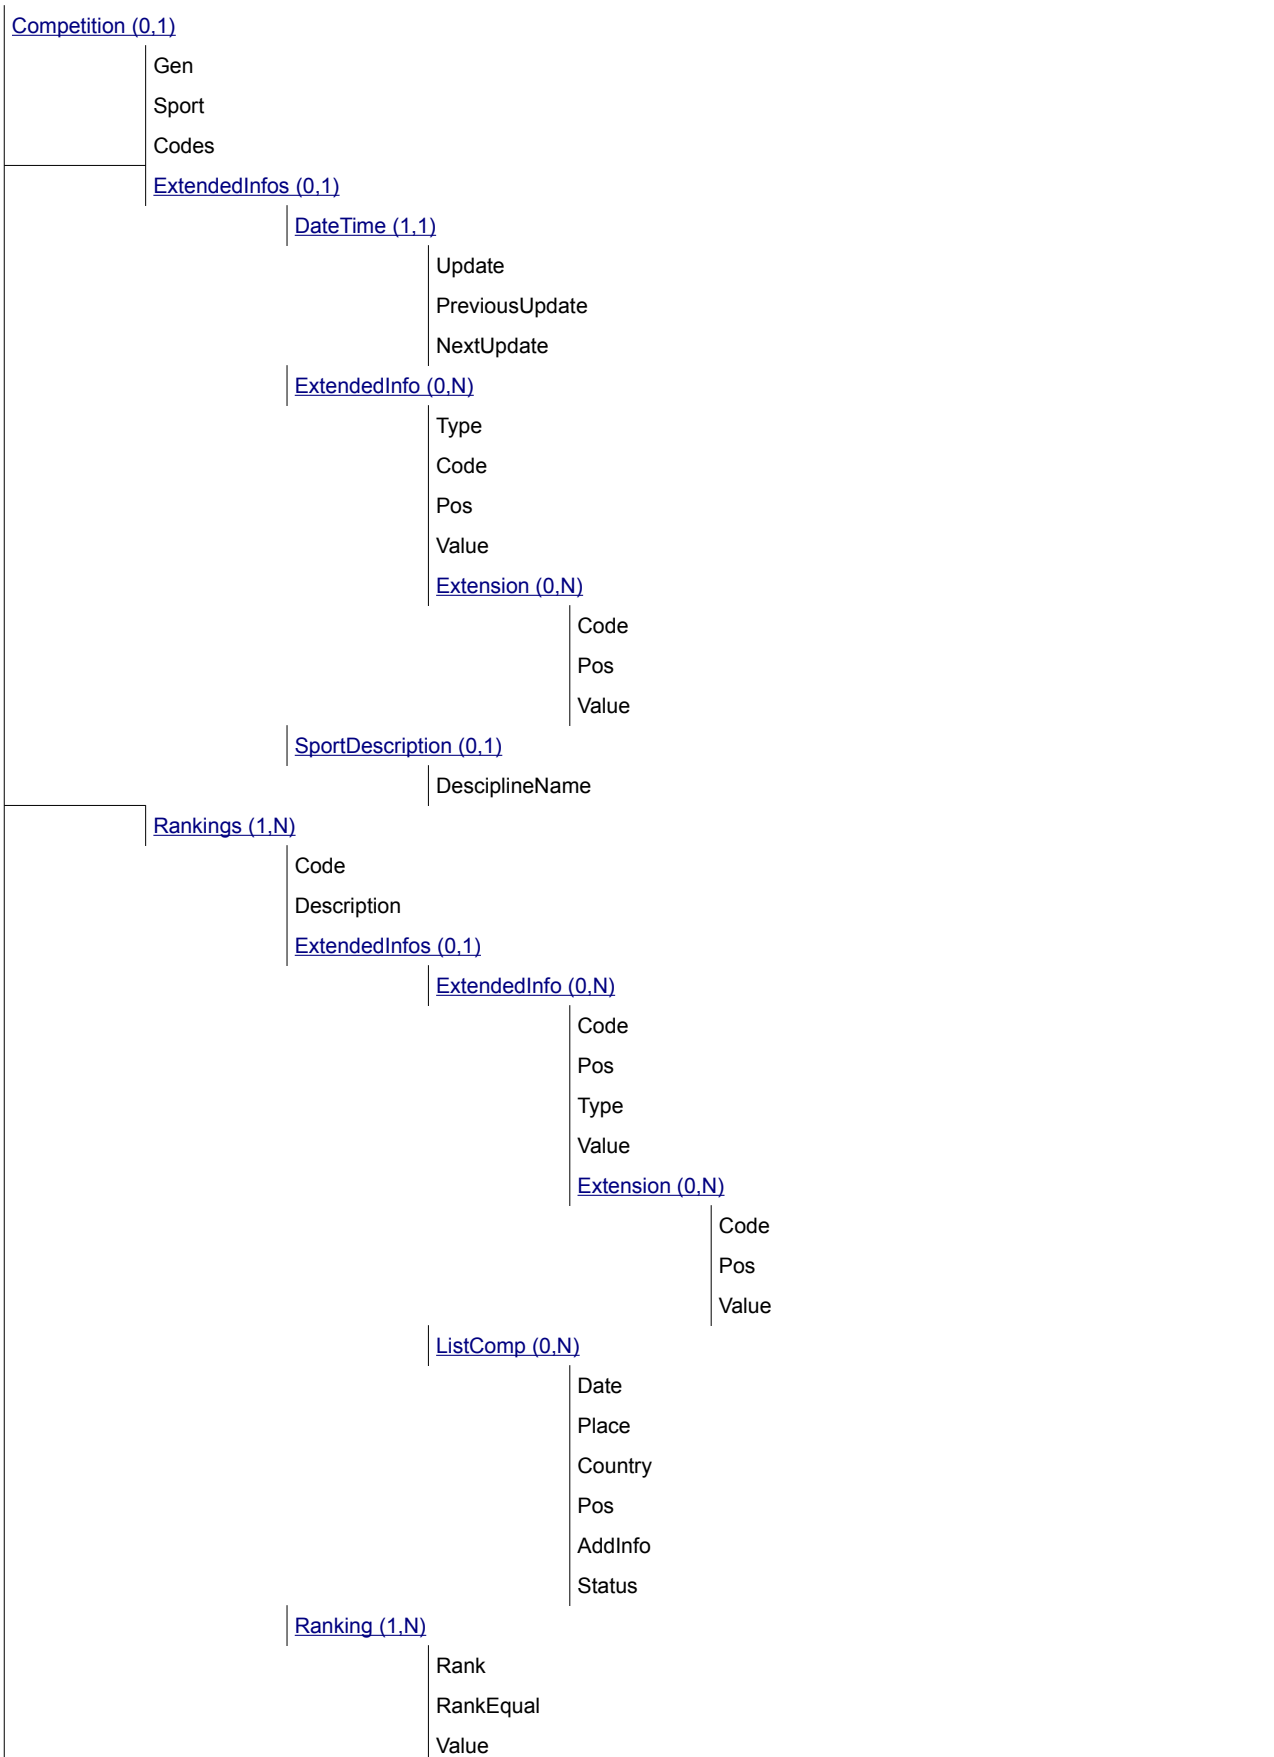 Competition (0,1)
Gen
Sport
Codes
ExtendedInfos (0,1)
DateTime (1,1)
Update
PreviousUpdate
NextUpdate
ExtendedInfo (0,N)
Type
Code
Pos
Value
Extension (0,N)
Code
Pos
Value
SportDescription (0,1)
DesciplineName
Rankings (1,N)
Code
Description
ExtendedInfos (0,1)
ExtendedInfo (0,N)
Code
Pos
Type
Value
Extension (0,N)
Code
Pos
Value
ListComp (0,N)
Date
Place
Country
Pos
AddInfo
Status
Ranking (1,N)
Rank
RankEqual
Value